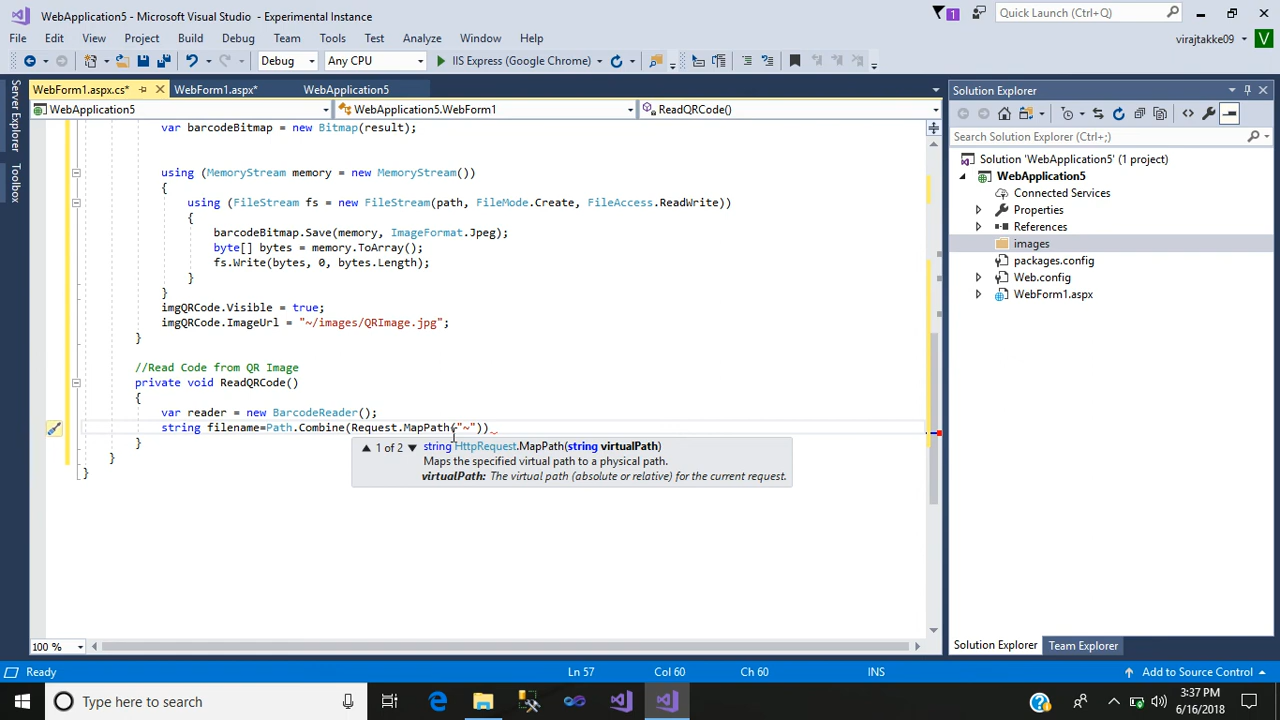 WebApplication5 - Microsoft Visual Studio - Experimental Instance
1
Quick Launch (Ctrl+Q)
File Edit View Project Build Debug Team Tools Test Analyze Window Help
virajtakke09
V
Debug Any CPU IIS Express (Google Chrome)
WebForm1.aspx.cs* WebForm1.aspx* WebApplication5
Solution Explorer
WebApplication5 WebApplication5.WebForm1 ReadQRCode()
Server Explorer
Toolbox
var barcodeBitmap = new Bitmap(result);
using (MemoryStream memory = new MemoryStream())
{
using (FileStream fs = new FileStream(path, FileMode.Create, FileAccess.ReadWrite))
{
barcodeBitmap.Save(memory, ImageFormat.Jpeg);
byte[] bytes = memory.ToArray();
fs.Write(bytes, 0, bytes.Length);
}
}
imgQRCode.Visible = true;
imgQRCode.ImageUrl = "~/images/QRImage.jpg";
}
//Read Code from QR Image
private void ReadQRCode()
{
var reader = new BarcodeReader();
string filename=Path.Combine(Request.MapPath("~"))
}
}
}
1 of 2 string HttpRequest.MapPath(string virtualPath)
Maps the specified virtual path to a physical path.
virtualPath: The virtual path (absolute or relative) for the current request.
Search Solution Explorer (Ctrl+;)
Solution 'WebApplication5' (1 project)
WebApplication5
Connected Services
Properties
References
images
packages.config
Web.config
WebForm1.aspx
100 %
Solution Explorer Team Explorer
Ready Ln 57 Col 60 Ch 60 INS Add to Source Control
Type here to search
3:37 PM
6/16/2018